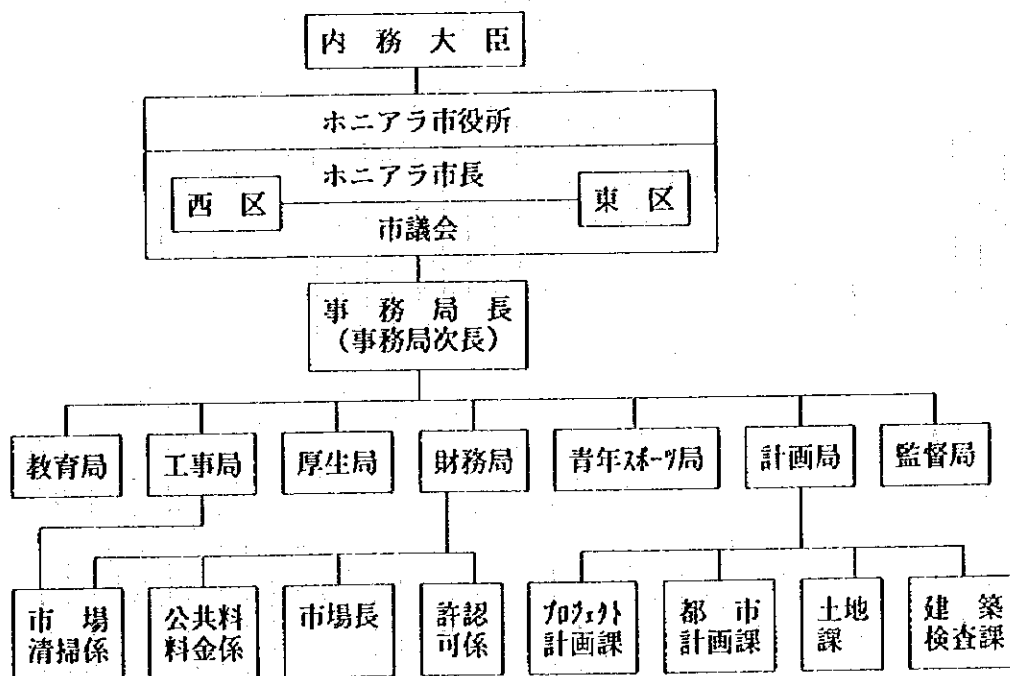 内務大臣
ホニアラ市役所
ホニアラ市長
西区
東区
市議会
事務局長
(事務局次長)
教育局
工事局
厚生局
財務局
青年スポーツ局
計画局
監督局
市場
清掃係
公共料
料金係
市場長
許認
可係
プロジェクト
計画課
都市
計画課
土地
課
建築
検査課